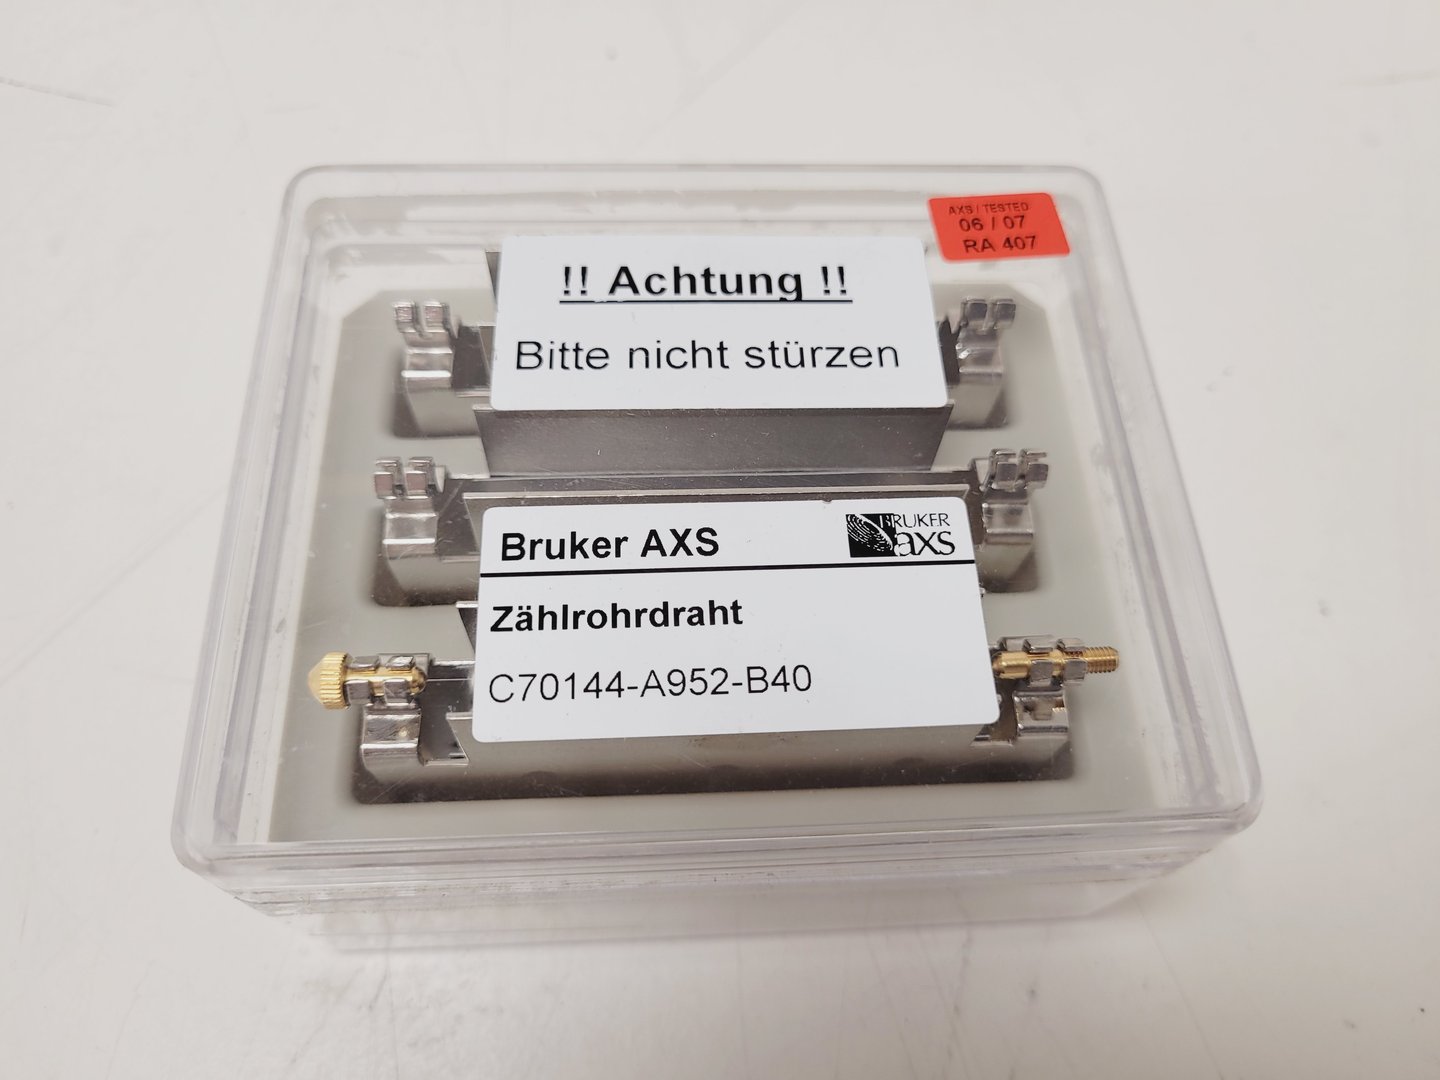 AXS / TESTED
06 / 07
RA 407
!! Achtung !!
Bitte nicht stürzen
Bruker AXS
BRUKER
axs
Zählrohrdraht
C70144-A952-B40